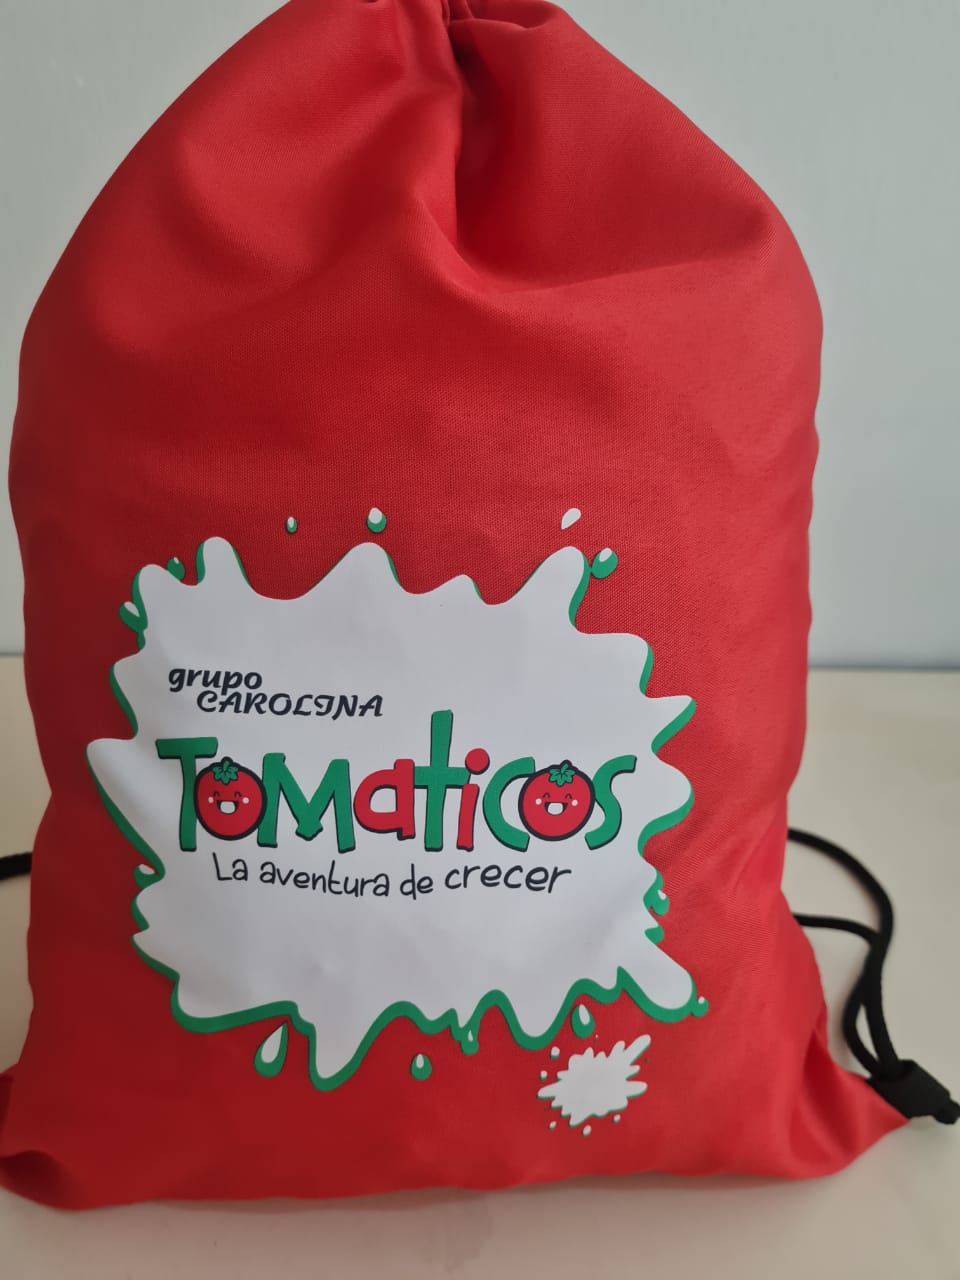 grupo
CAROLINA
Tomaticos
La aventura de crecer